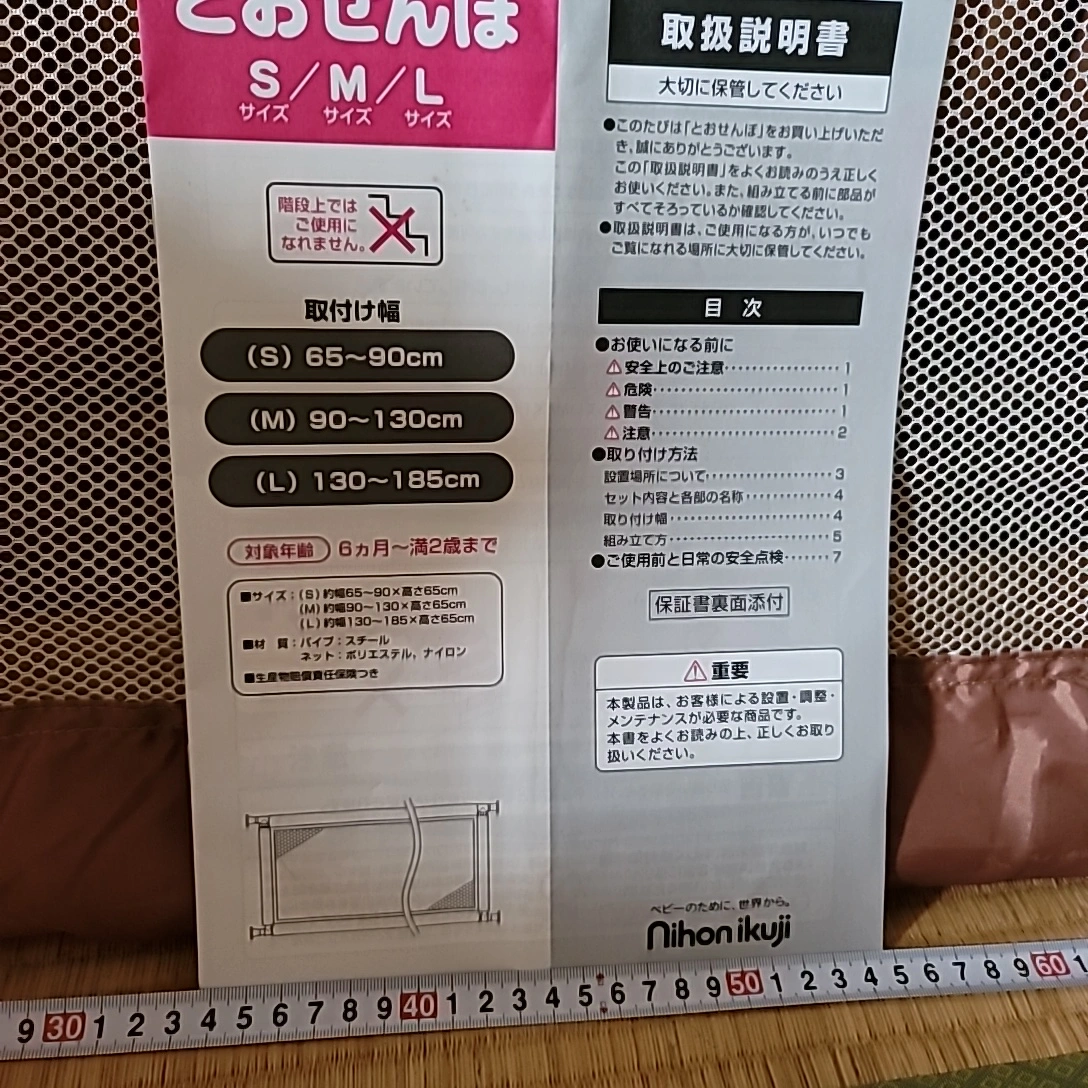 とおせんぼ
S/M/L
サイズ サイズ サイズ
階段上では
ご使用に
なれません。
取付け幅
(S) 65〜90cm
(M) 90〜130cm
(L) 130〜185cm
対象年齢 6ヵ月〜満2歳まで
■サイズ:(S)約幅65〜90×高さ65cm
(M)約幅90〜130×高さ65cm
(L)約幅130〜185×高さ65cm
■材 質:パイプ:スチール
ネット:ポリエステル、ナイロン
■生産物賠償責任保険つき
取扱説明書
大切に保管してください
●このたびは「とおせんぼ」をお買い上げいただ
き、誠にありがとうございます。
この「取扱説明書」をよくお読みのうえ正しく
お使いください。また、組み立てる前に部品が
すべてそろっているか確認してください。
●取扱説明書は、ご使用になる方が、いつでも
ご覧になれる場所に大切に保管してください。
目 次
●お使いになる前に
⚠安全上のご注意‥‥‥‥‥‥‥‥1
⚠危険‥‥‥‥‥‥‥‥‥‥‥‥1
⚠警告‥‥‥‥‥‥‥‥‥‥‥‥1
⚠注意‥‥‥‥‥‥‥‥‥‥‥‥2
●取り付け方法
設置場所について‥‥‥‥‥‥‥‥3
セット内容と各部の名称‥‥‥‥‥4
取り付け幅‥‥‥‥‥‥‥‥‥‥‥4
組み立て方‥‥‥‥‥‥‥‥‥‥‥5
●ご使用前と日常の安全点検‥‥‥7
保証書裏面添付
⚠重要
本製品は、お客様による設置・調整・
メンテナンスが必要な商品です。
本書をよくお読みの上、正しくお取り
扱いください。
ベビーのために、世界から。
Nihon ikuji
9 30 1 2 3 4 5 6 7 8 9 40 1 2 3 4 5 6 7 8 9 50 1 2 3 4 5 6 7 8 9 60 1